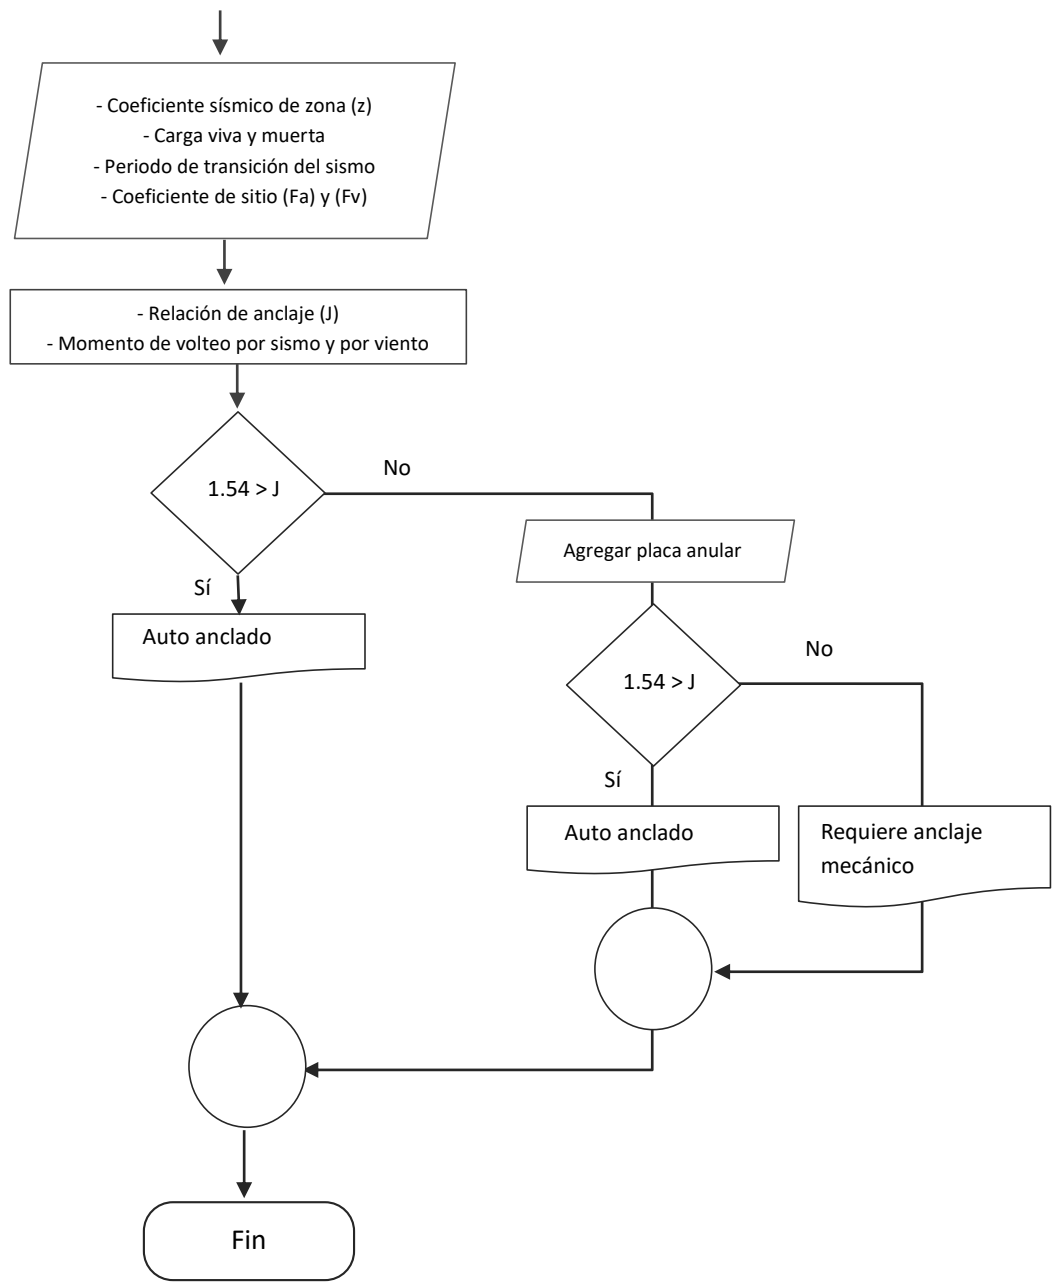 - Coeficiente sísmico de zona (z)
- Carga viva y muerta
- Periodo de transición del sismo
- Coeficiente de sitio (Fa) y (Fv)
- Relación de anclaje (J)
- Momento de volteo por sismo y por viento
1.54 > J
No
Sí
Auto anclado
Agregar placa anular
1.54 > J
No
Sí
Auto anclado
Requiere anclaje
mecánico
Fin